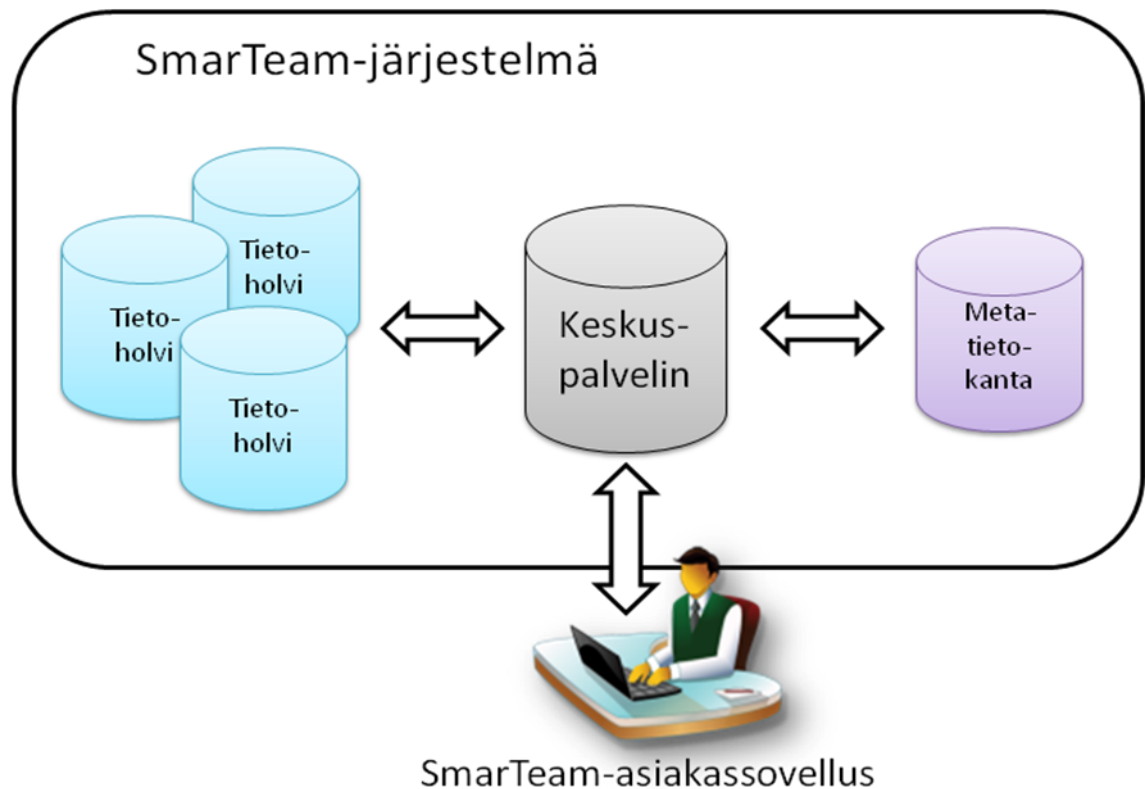 SmarTeam-järjestelmä
Tieto-
holvi
Tieto-
holvi
Tieto-
holvi
Keskus-
palvelin
Meta-
tieto-
kanta
SmarTeam-asiakassovellus